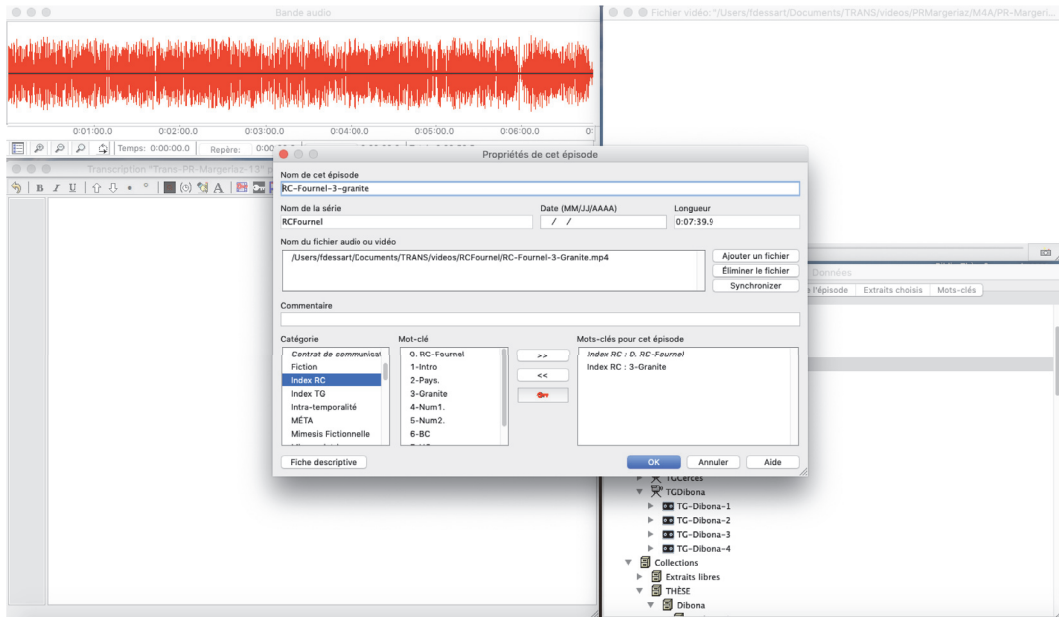 Bande audio
Fichier vidéo: "/Users/fdessart/Documents/TRANS/videos/PRMargeriaz/M4A/PR-Margeri...
0:01:00.0 0:02:00.0 0:03:00.0 0:04:00.0 0:05:00.0 0:06:00.0 0:
Temps: 0:00:00.0 Repère: 0:00
Transcription "Trans-PR-Margeriaz-13"
B I U A
Propriétés de cet épisode
Nom de cet épisode
RC-Fournel-3-granite
Nom de la série Date (MM/JJ/AAAA) Longueur
RCFournel / / 0:07:39.9
Nom du fichier audio ou vidéo
/Users/fdessart/Documents/TRANS/videos/RCFournel/RC-Fournel-3-Granite.mp4
Ajouter un fichier
Éliminer le fichier
Synchronizer
Commentaire
Catégorie Mot-clé Mots-clés pour cet épisode
Contrat de communicat 0. RC-Fournel >> Index RC : 0. RC-Fournel
Fiction 1-Intro Index RC : 3-Granite
Index RC 2-Pays. <<
Index TG 3-Granite
Intra-temporalité 4-Num1.
MÉTA 5-Num2.
Mimesis Fictionnelle 6-BC
Fiche descriptive OK Annuler Aide
Données
l'épisode Extraits choisis Mots-clés
TGCerces
TGDibona
TG-Dibona-1
TG-Dibona-2
TG-Dibona-3
TG-Dibona-4
Collections
Extraits libres
THÈSE
Dibona